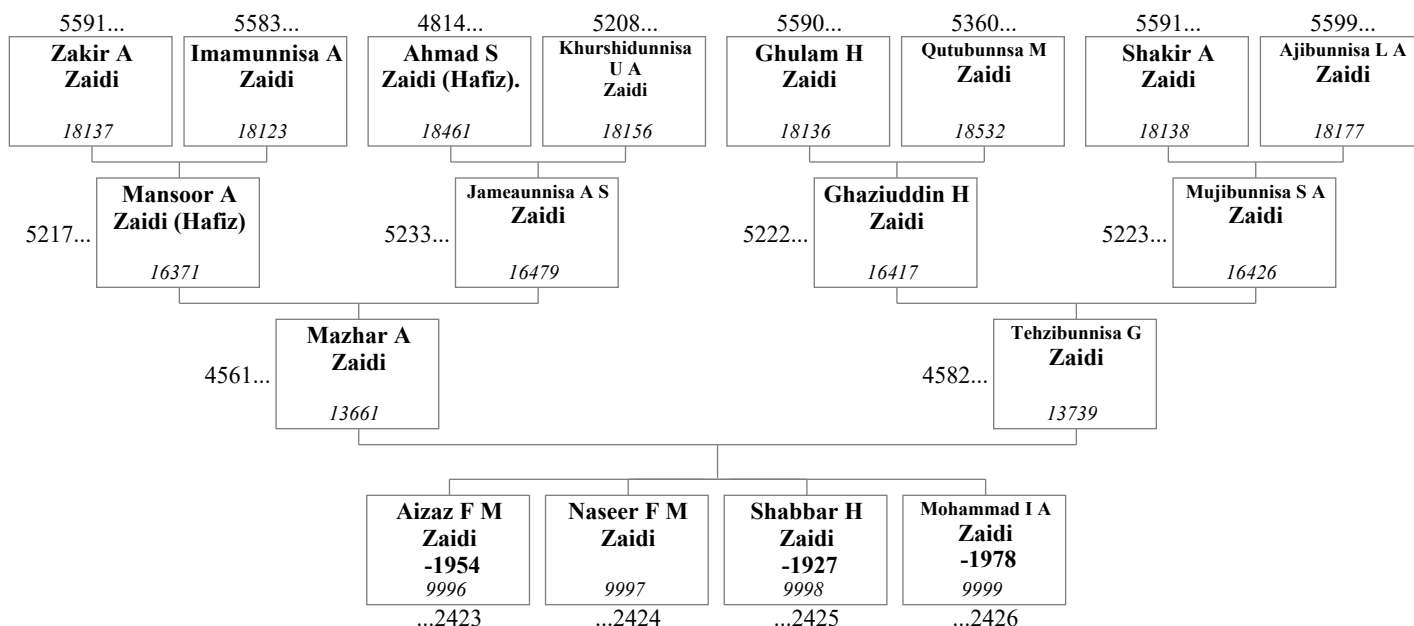 5591... 5583... 4814... 5208... 5590... 5360... 5591... 5599...
Zakir A
Zaidi
18137
Imamunnisa A
Zaidi
18123
Ahmad S
Zaidi (Hafiz).
18461
Khurshidunnisa
U A
Zaidi
18156
Ghulam H
Zaidi
18136
Qutubunnsa M
Zaidi
18532
Shakir A
Zaidi
18138
Ajibunnisa L A
Zaidi
18177
5217...
Mansoor A
Zaidi (Hafiz)
16371
5233...
Jameaunnisa A S
Zaidi
16479
5222...
Ghaziuddin H
Zaidi
16417
5223...
Mujibunnisa S A
Zaidi
16426
4561...
Mazhar A
Zaidi
13661
4582...
Tehzibunnisa G
Zaidi
13739
Aizaz F M
Zaidi
-1954
9996
...2423
Naseer F M
Zaidi
9997
...2424
Shabbar H
Zaidi
-1927
9998
...2425
Mohammad I A
Zaidi
-1978
9999
...2426